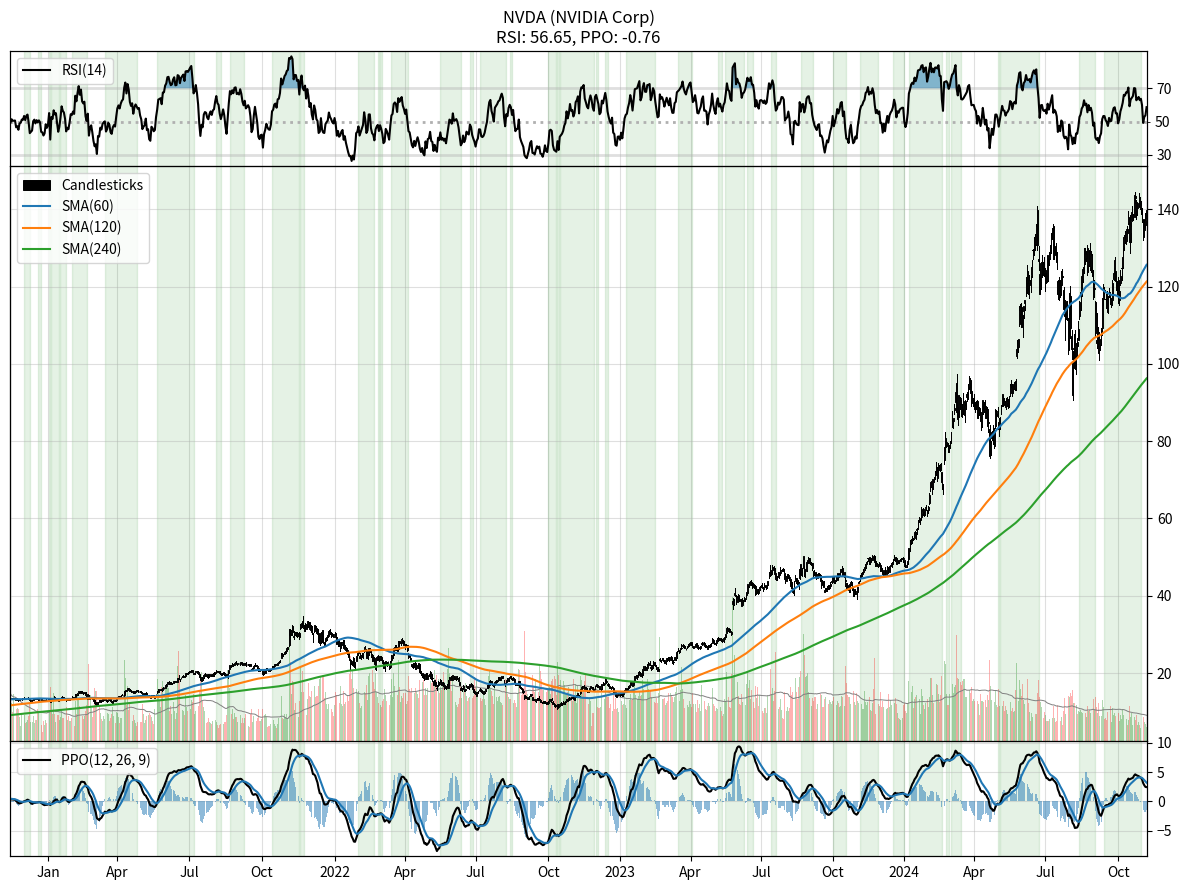 NVDA (NVIDIA Corp)
RSI: 56.65, PPO: -0.76
RSI(14)
70
50
30
Candlesticks
SMA(60)
SMA(120)
SMA(240)
140
120
100
80
60
40
20
PPO(12, 26, 9)
10
5
0
−5
Jan Apr Jul Oct 2022 Apr Jul Oct 2023 Apr Jul Oct 2024 Apr Jul Oct